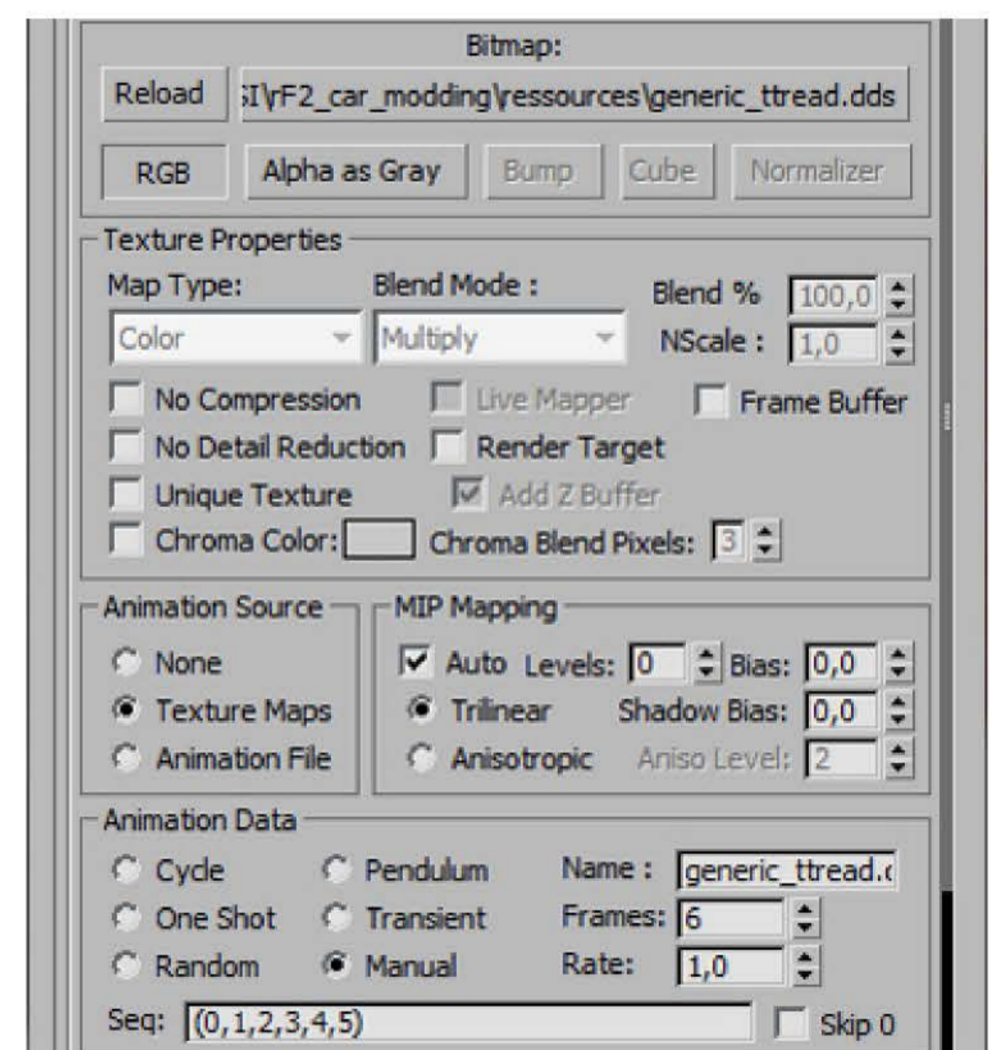 Bitmap:
Reload SI\rF2_car_modding\ressources\generic_ttread.dds
RGB Alpha as Gray Bump Cube Normalizer
Texture Properties
Map Type: Blend Mode : Blend % 100,0
Color Multiply NScale : 1,0
No Compression Live Mapper Frame Buffer
No Detail Reduction Render Target
Unique Texture Add Z Buffer
Chroma Color: Chroma Blend Pixels: 3
Animation Source MIP Mapping
None Auto Levels: 0 Bias: 0,0
Texture Maps Trilinear Shadow Bias: 0,0
Animation File Anisotropic Aniso Level: 2
Animation Data
Cycle Pendulum Name : generic_ttread.
One Shot Transient Frames: 6
Random Manual Rate: 1,0
Seq: (0,1,2,3,4,5) Skip 0